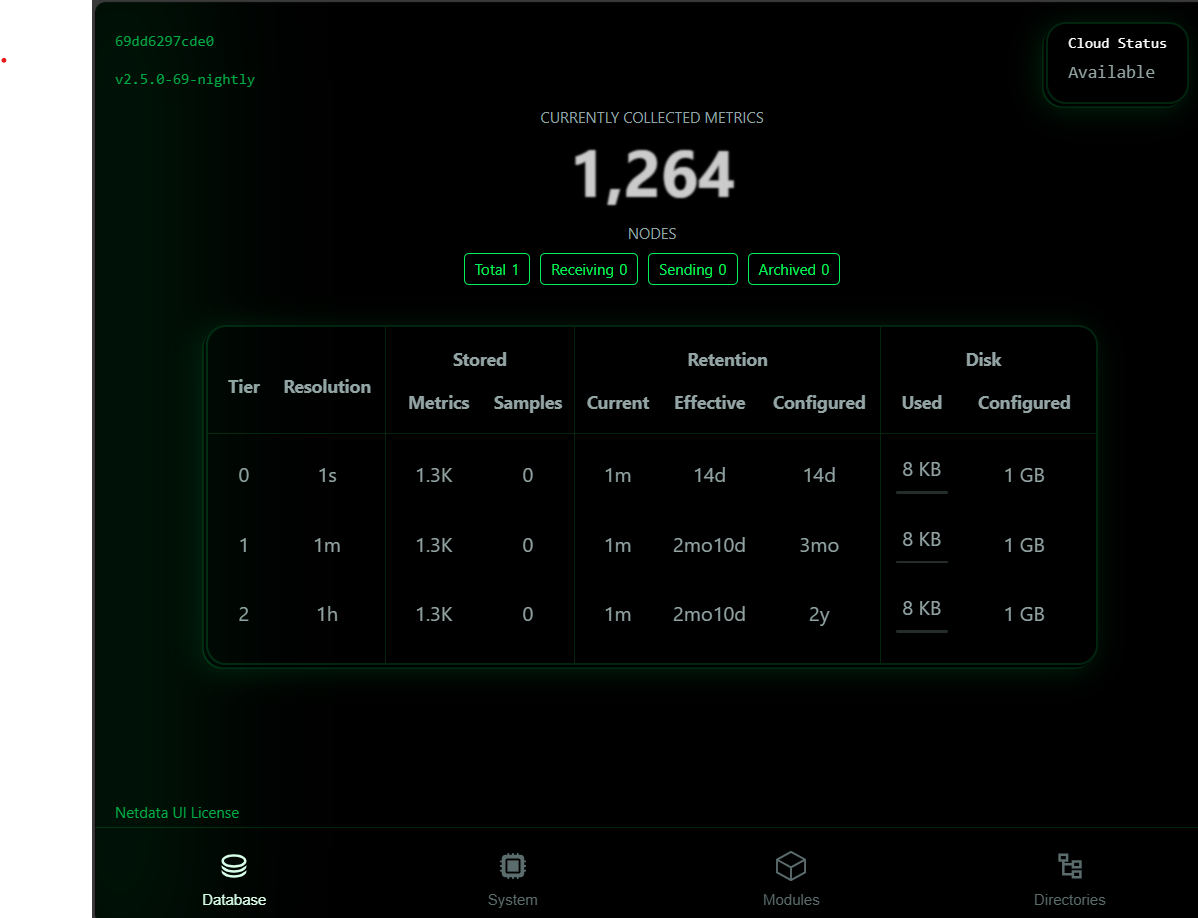 69dd6297cde0
v2.5.0-69-nightly
Cloud Status
Available
CURRENTLY COLLECTED METRICS
1,264
NODES
Total 1 Receiving 0 Sending 0 Archived 0
Stored Retention Disk
Tier Resolution
Metrics Samples Current Effective Configured Used Configured
0 1s 1.3K 0 1m 14d 14d 8 KB 1 GB
1 1m 1.3K 0 1m 2mo10d 3mo 8 KB 1 GB
2 1h 1.3K 0 1m 2mo10d 2y 8 KB 1 GB
Netdata UI License
Database System Modules Directories